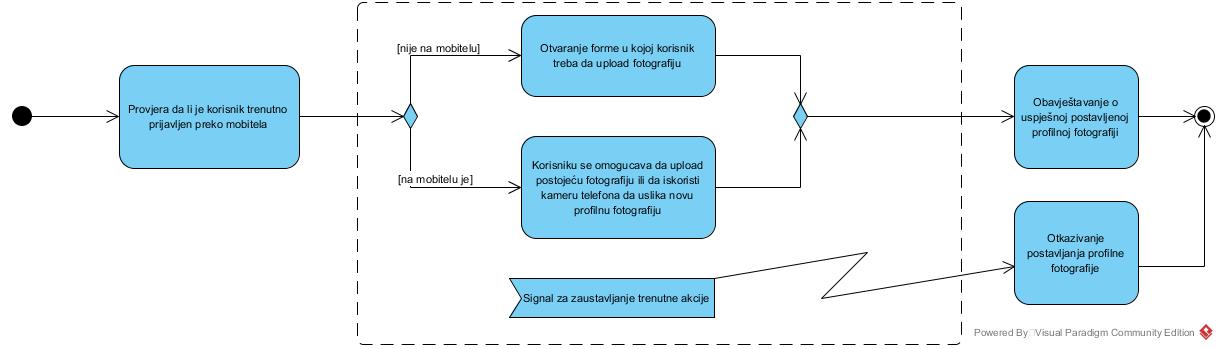 [nije na mobitelu]
Otvaranje forme u kojoj korisnik
treba da upload fotografiju
Provjera da li je korisnik trenutno
prijavljen preko mobitela
Obavještavanje o
uspješnoj postavljenoj
profilnoj fotografiji
[na mobitelu je]
Korisniku se omogucava da upload
postojeću fotografiju ili da iskoristi
kameru telefona da uslika novu
profilnu fotografiju
Otkazivanje
postavljanja profilne
fotografije
Signal za zaustavljanje trenutne akcije
Powered By Visual Paradigm Community Edition